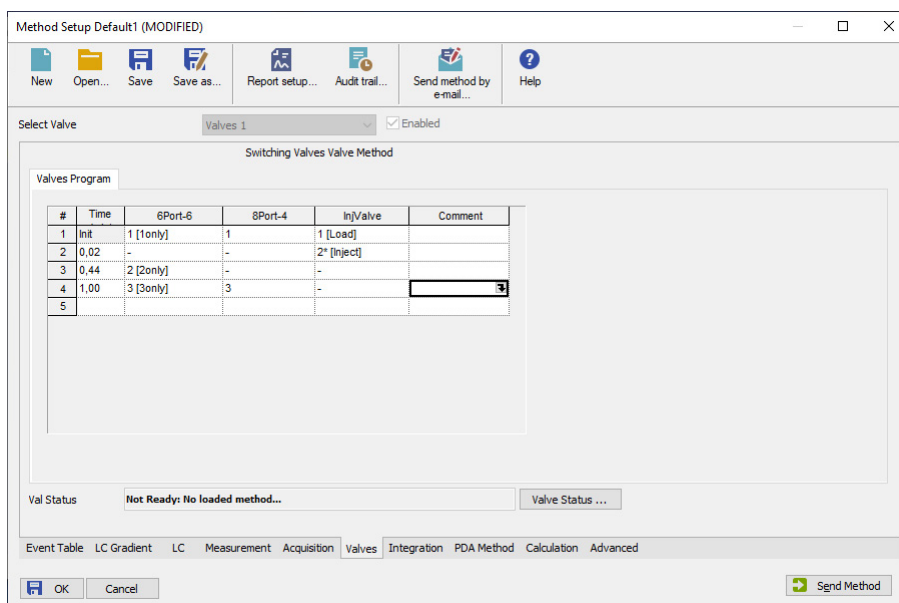 Method Setup Default1 (MODIFIED)
New Open... Save Save as... Report setup... Audit trail... Send method by e-mail... Help
Select Valve Valves 1 Enabled
Switching Valves Valve Method
Valves Program
# Time 6Port-6 8Port-4 InjValve Comment
1 Init 1 [1only] 1 1 [Load]
2 0,02 - - 2* [Inject]
3 0,44 2 [2only] - -
4 1,00 3 [3only] 3 -
5
Val Status Not Ready: No loaded method... Valve Status ...
Event Table LC Gradient LC Measurement Acquisition Valves Integration PDA Method Calculation Advanced
OK Cancel Send Method